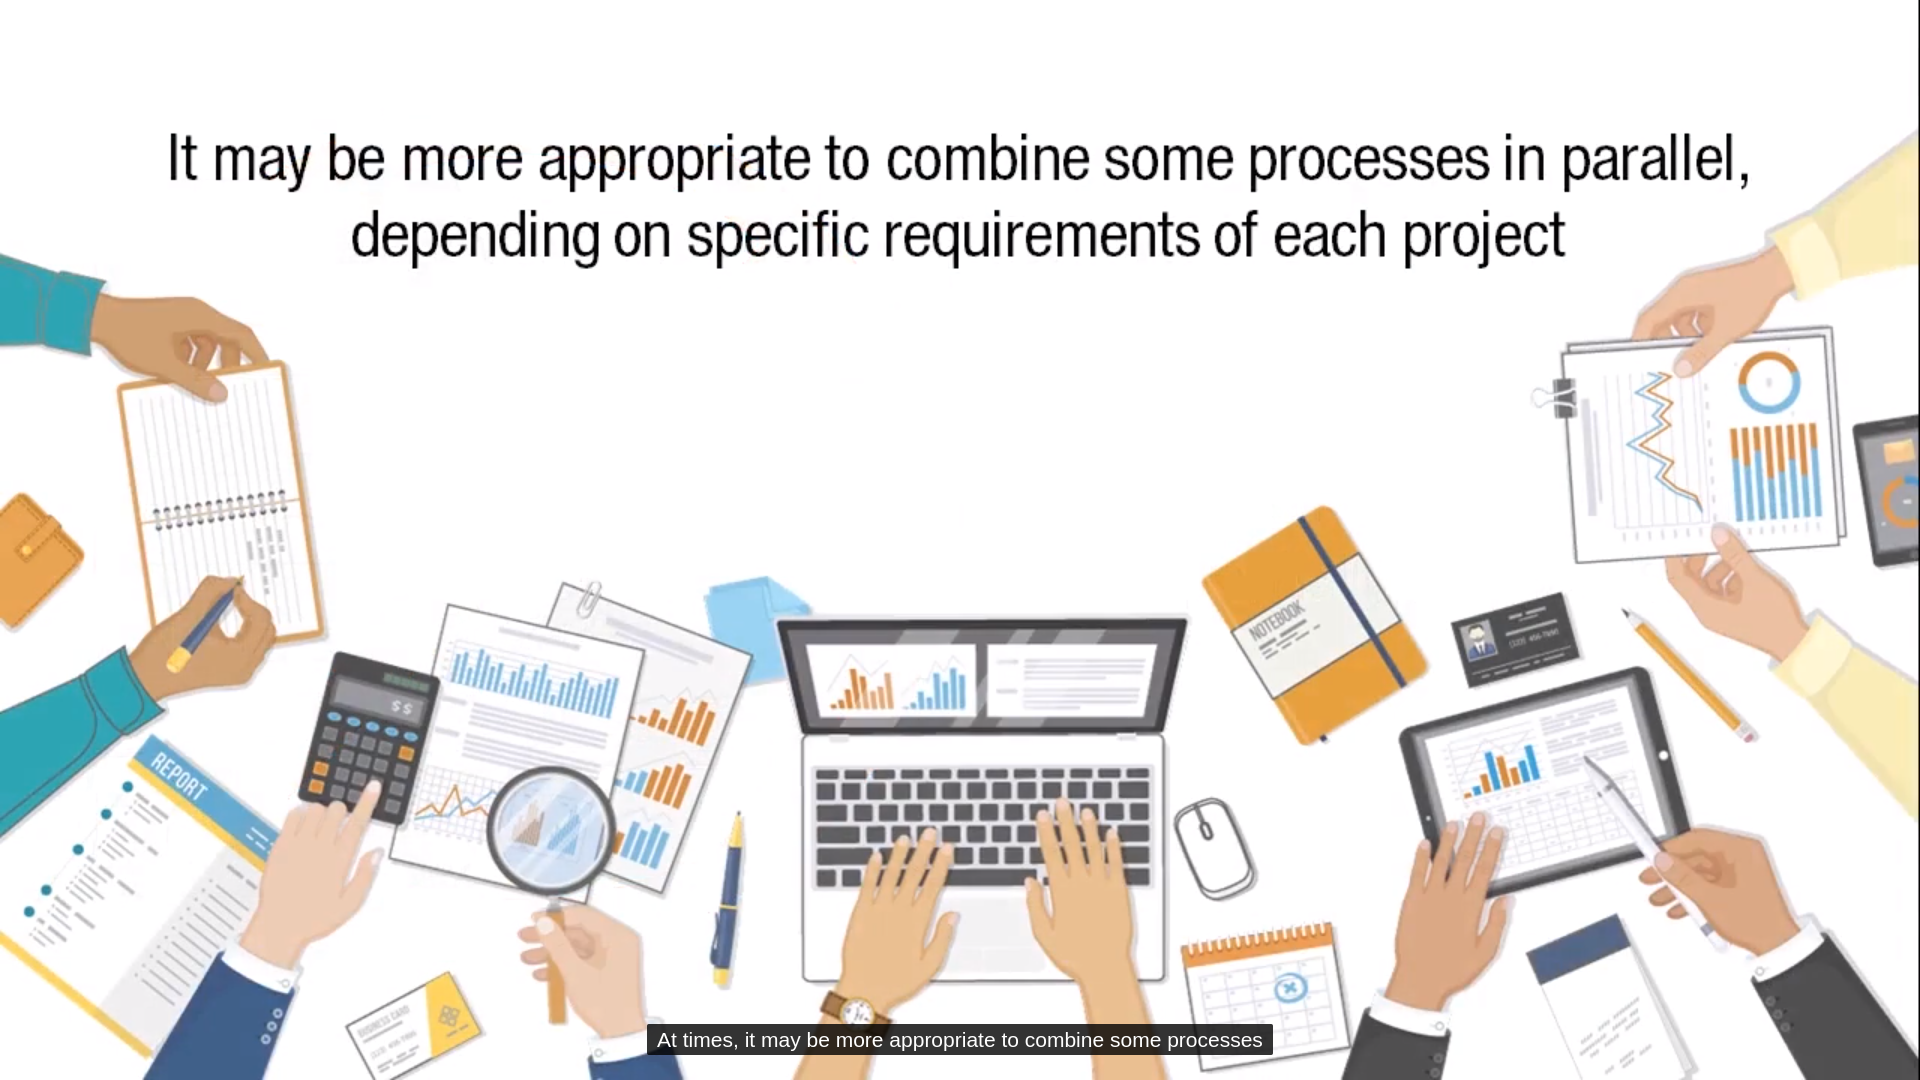 It may be more appropriate to combine some processes in parallel,
depending on specific requirements of each project
NOTEBOOK
$$
REPORT
BUSINESS CARD
At times, it may be more appropriate to combine some processes